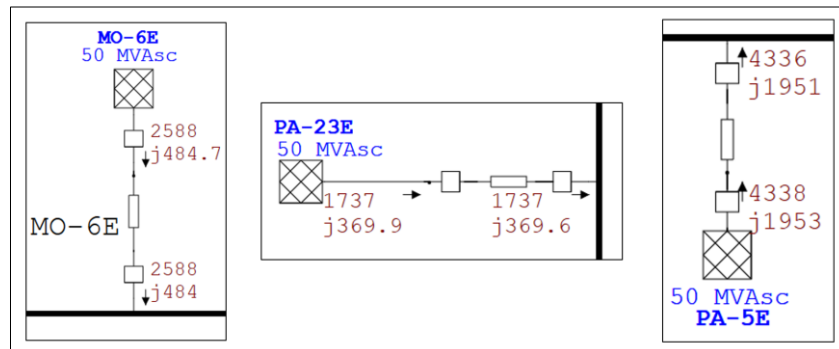 MO-6E
50 MVAsc
2588
j484.7
MO-6E
2588
j484
PA-23E
50 MVAsc
1737
j369.9
1737
j369.6
4336
j1951
4338
j1953
50 MVAsc
PA-5E